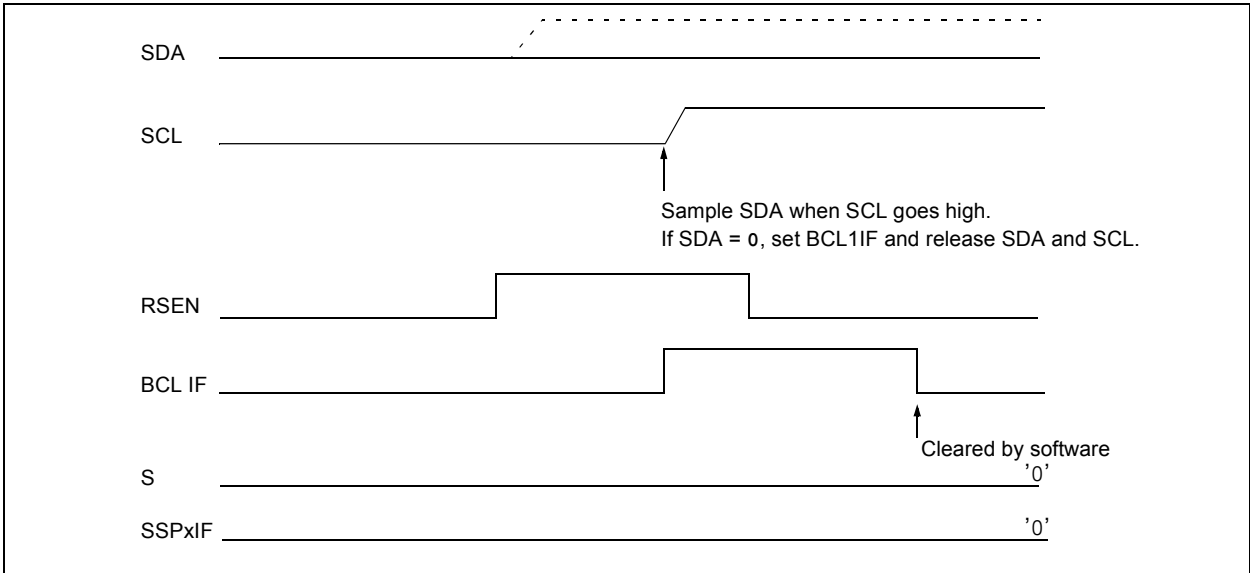 SDA
SCL
Sample SDA when SCL goes high.
If SDA = 0, set BCL1IF and release SDA and SCL.
RSEN
BCL IF
Cleared by software
S
'0'
SSPxIF
'0'